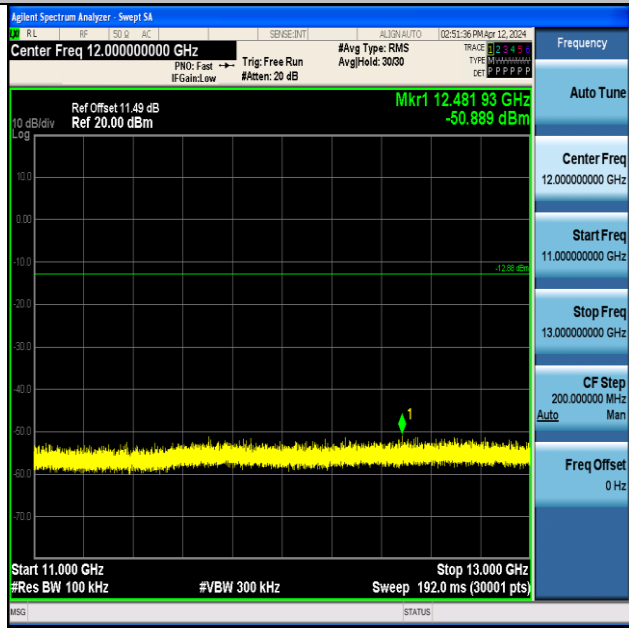 Agilent Spectrum Analyzer - Swept SA
RL RF 50 Ω AC SENSE:INT ALIGN AUTO 02:51:36 PM Apr 12, 2024
Center Freq 12.000000000 GHz
#Avg Type: RMS
TRACE 1 2 3 4 5 6
PNO: Fast Trig: Free Run Avg|Hold: 30/30
TYPE M
IFGain:Low #Atten: 20 dB
DET P P P P P P
Mkr1 12.481 93 GHz
Ref Offset 11.49 dB
-50.889 dBm
10 dB/div Ref 20.00 dBm
Log
10.0
0.00
-10.0
-12.88 dBm
-20.0
-30.0
-40.0
1
-50.0
-60.0
-70.0
Start 11.000 GHz Stop 13.000 GHz
#Res BW 100 kHz #VBW 300 kHz Sweep 192.0 ms (30001 pts)
MSG STATUS
Frequency
Auto Tune
Center Freq
12.000000000 GHz
Start Freq
11.000000000 GHz
Stop Freq
13.000000000 GHz
CF Step
200.000000 MHz
Auto Man
Freq Offset
0 Hz